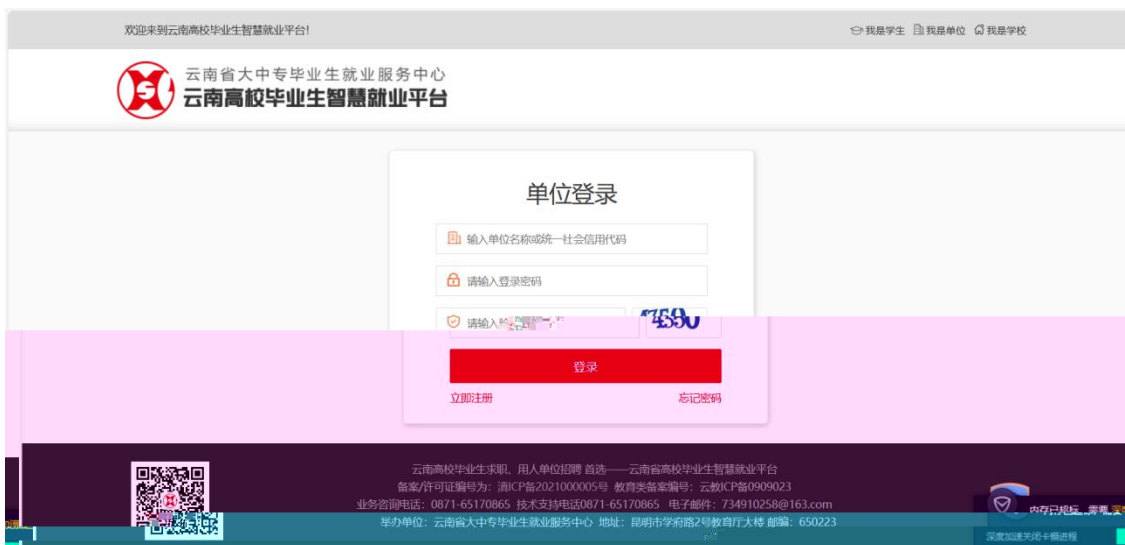 欢迎来到云南高校毕业生智慧就业平台!
我是学生 我是单位 我是学校
云南省大中专毕业生就业服务中心
云南高校毕业生智慧就业平台
单位登录
输入单位名称或统一社会信用代码
请输入登录密码
请输入
登录
立即注册 忘记密码
云南高校毕业生求职、用人单位招聘 首选——云南省高校毕业生智慧就业平台
备案/许可证编号为：滇ICP备2021000005号 教育类备案编号：云教ICP备0909023
业务咨询电话：0871-65170865 技术支持电话0871-65170865 电子邮件：734910258@163.com
举办单位：云南省大中专毕业生就业服务中心 地址：昆明市学府路2号教育厅大楼 邮编：650223
内存已超标，需要
深度加速关闭卡慢进程